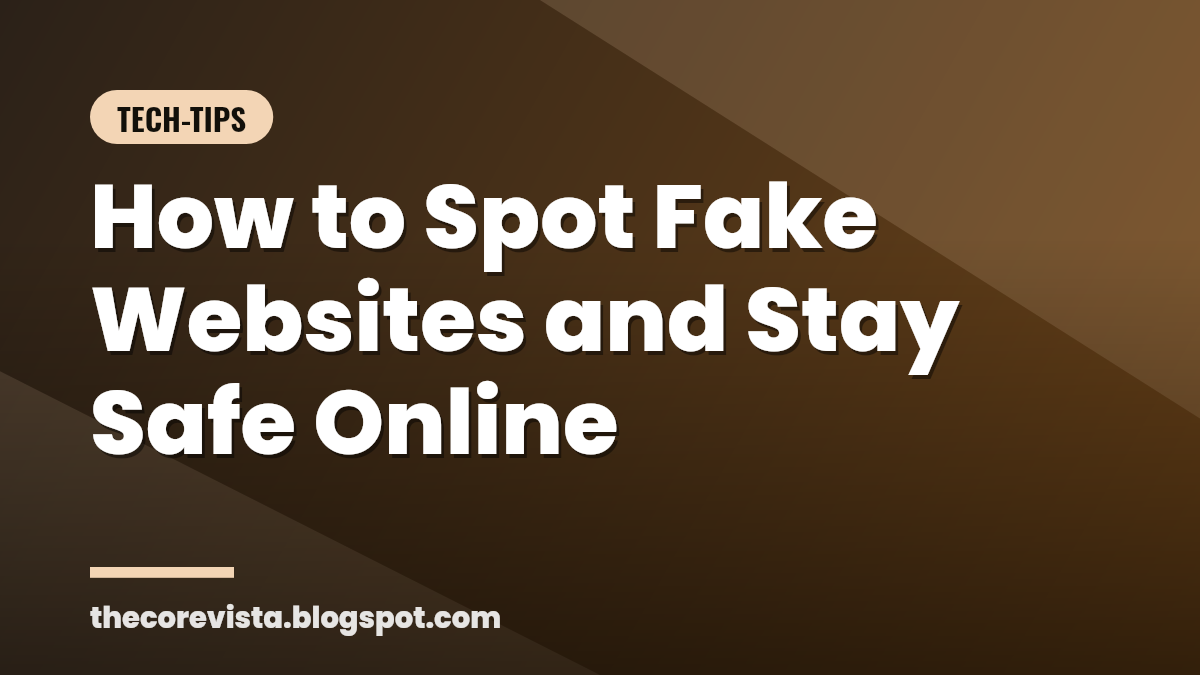 TECH-TIPS
How to Spot Fake
Websites and Stay
Safe Online
thecorevista.blogspot.com